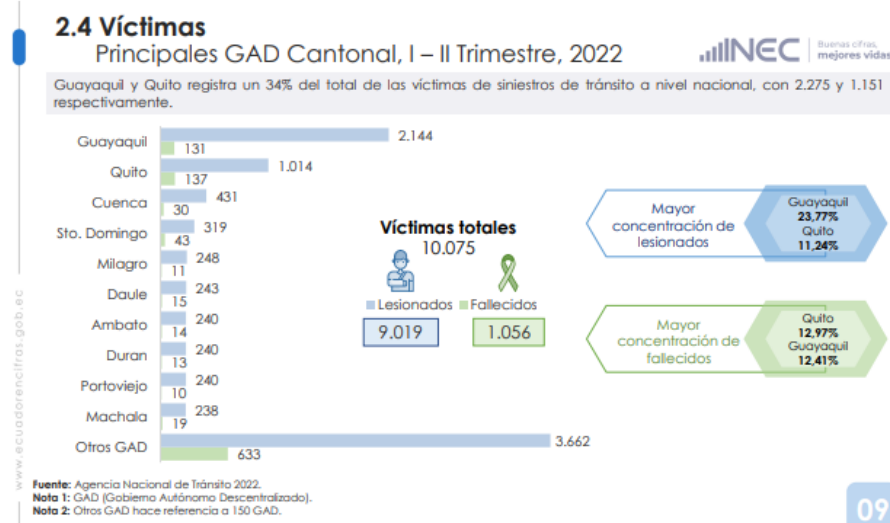 2.4 Víctimas
Principales GAD Cantonal, I – II Trimestre, 2022
INEC
Buenas cifras,
mejores vidas
Guayaquil y Quito registra un 34% del total de las víctimas de siniestros de tránsito a nivel nacional, con 2.275 y 1.151
respectivamente.
Guayaquil
2.144
131
Quito
1.014
137
Cuenca
431
30
Sto. Domingo
319
43
Milagro
248
11
Daule
243
15
Ambato
240
14
Duran
240
13
Portoviejo
240
10
Machala
238
19
Otros GAD
3.662
633
Víctimas totales
10.075
Lesionados
Fallecidos
9.019
1.056
Mayor
concentración de
lesionados
Guayaquil
23,77%
Quito
11,24%
Mayor
concentración de
fallecidos
Quito
12,97%
Guayaquil
12,41%
www.ecuadorencifras.gob.ec
Fuente: Agencia Nacional de Tránsito 2022.
Nota 1: GAD (Gobierno Autónomo Descentralizado).
Nota 2: Otros GAD hace referencia a 150 GAD.
09